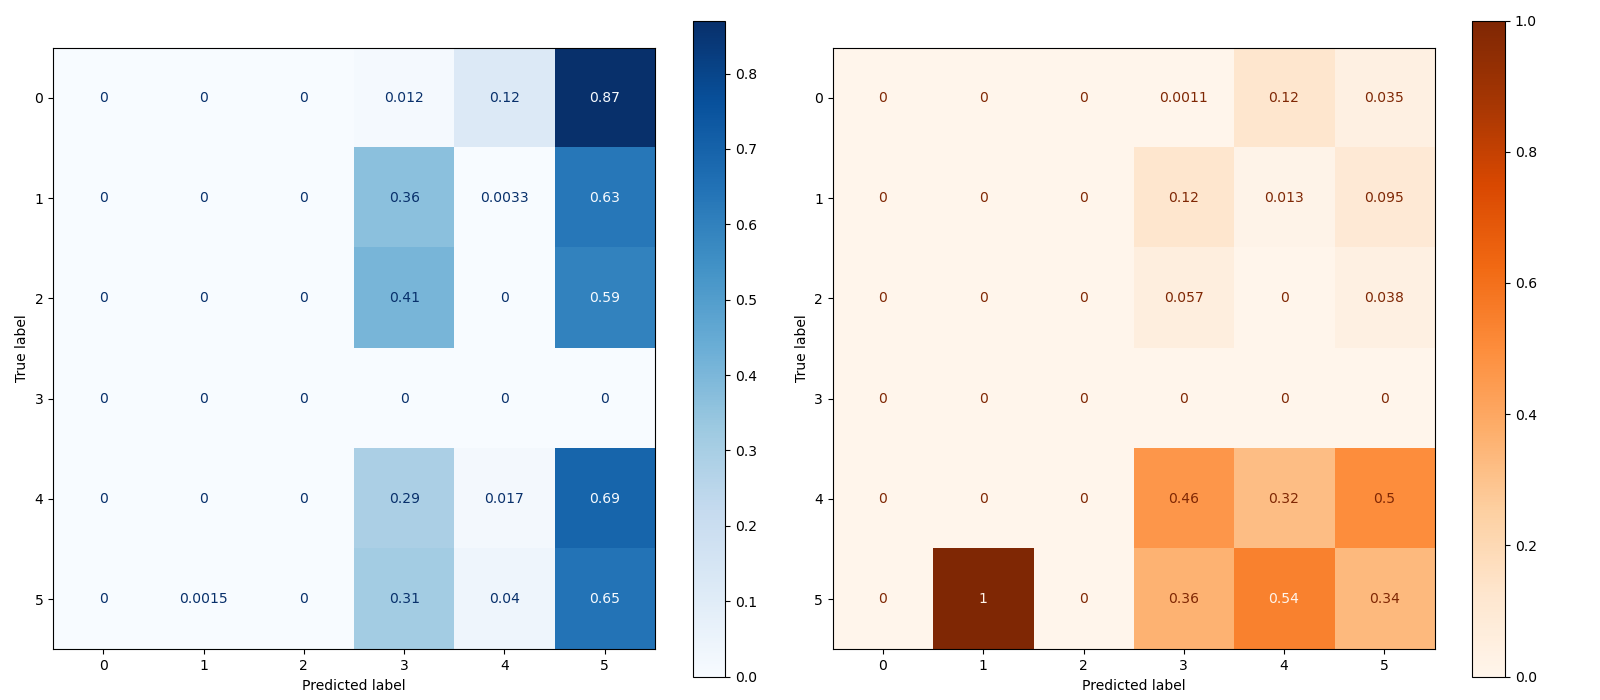 0 0 0 0 0.012 0.12 0.87
1 0 0 0 0.36 0.0033 0.63
2 0 0 0 0.41 0 0.59
3 0 0 0 0 0 0
4 0 0 0 0.29 0.017 0.69
5 0 0.0015 0 0.31 0.04 0.65
0 1 2 3 4 5
Predicted label
True label
0.8
0.7
0.6
0.5
0.4
0.3
0.2
0.1
0.0
0 0 0 0 0.0011 0.12 0.035
1 0 0 0 0.12 0.013 0.095
2 0 0 0 0.057 0 0.038
3 0 0 0 0 0 0
4 0 0 0 0.46 0.32 0.5
5 0 1 0 0.36 0.54 0.34
0 1 2 3 4 5
Predicted label
True label
1.0
0.8
0.6
0.4
0.2
0.0